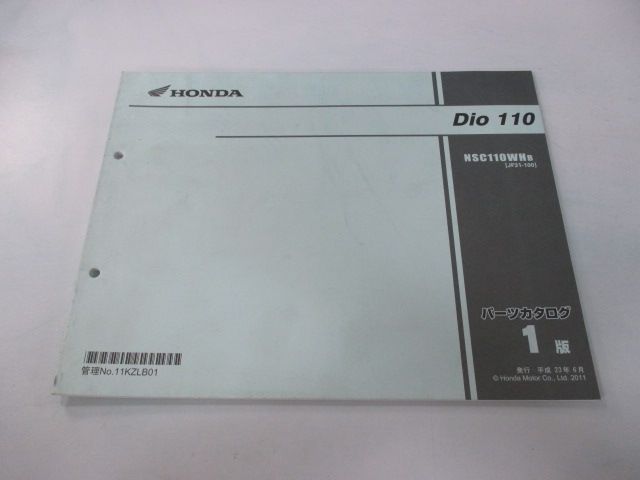 HONDA
Dio 110
NSC110WHB
[JF31-100]
パーツカタログ
1版
管理No.11KZLB01
発行 平成 23年 6月
© Honda Motor Co., Ltd. 2011